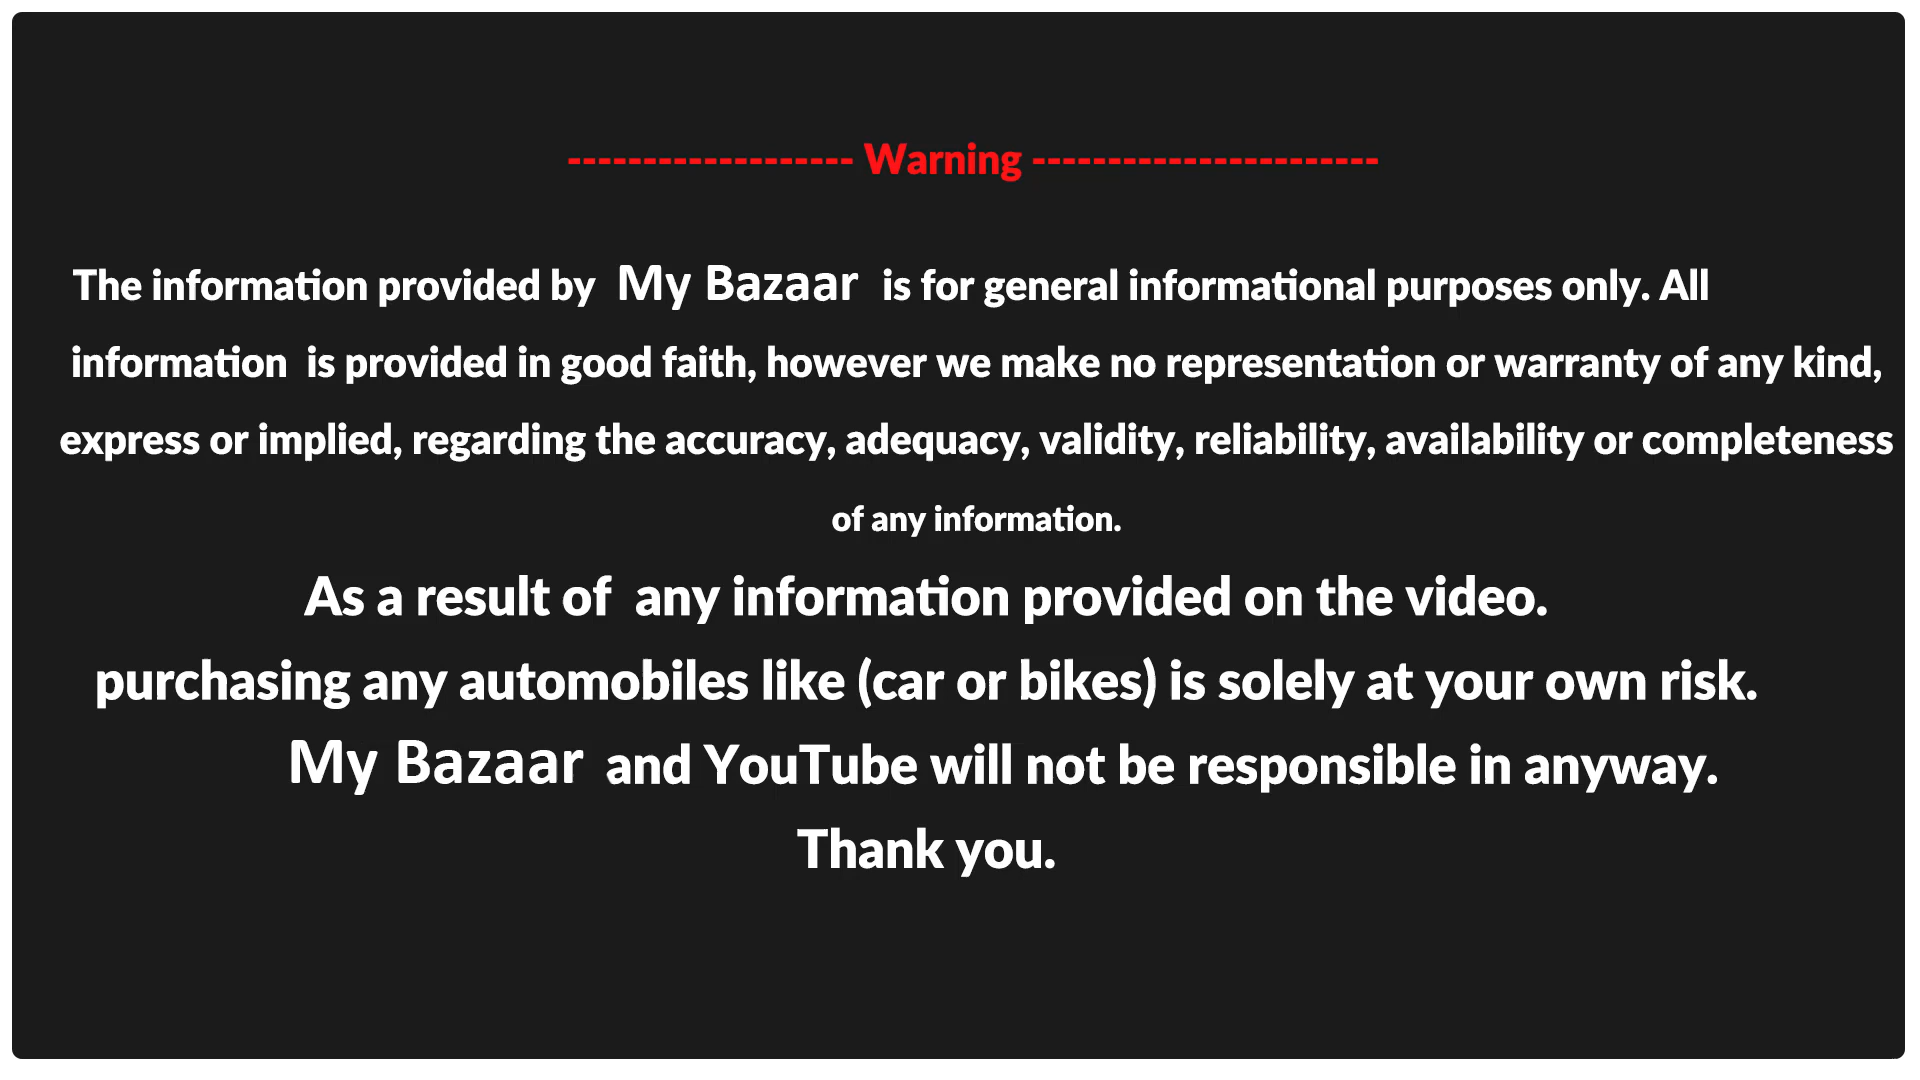 ------------------- Warning -----------------------
The information provided by My Bazaar is for general informational purposes only. All
information is provided in good faith, however we make no representation or warranty of any kind,
express or implied, regarding the accuracy, adequacy, validity, reliability, availability or completeness
of any information.
As a result of any information provided on the video.
purchasing any automobiles like (car or bikes) is solely at your own risk.
My Bazaar and YouTube will not be responsible in anyway.
Thank you.